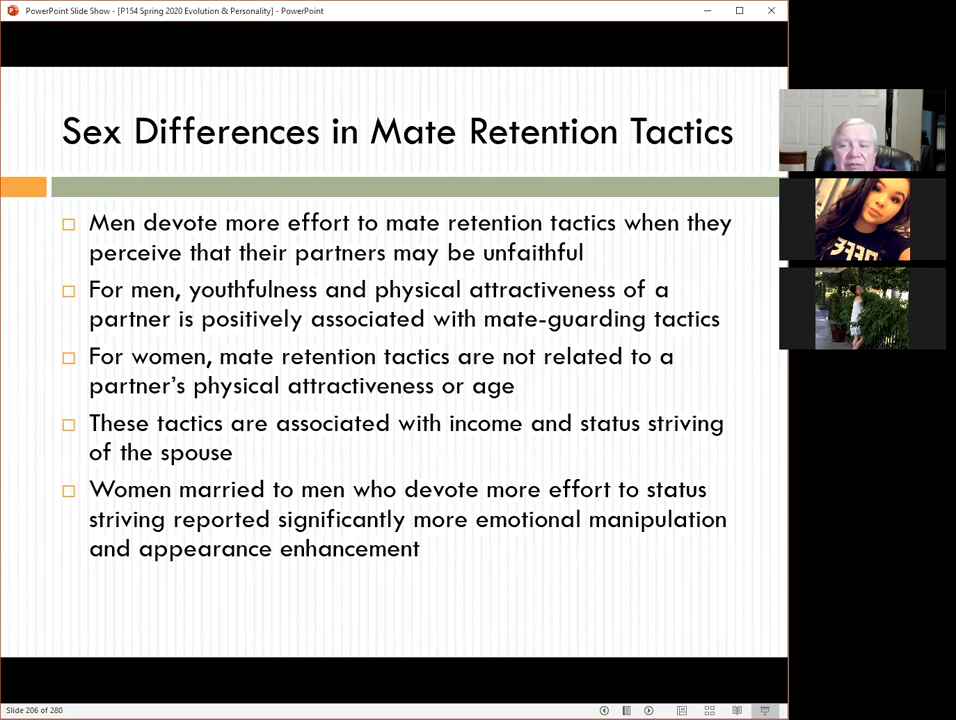 PowerPoint Slide Show - [P154 Spring 2020 Evolution & Personality] - PowerPoint
Sex Differences in Mate Retention Tactics
Men devote more effort to mate retention tactics when they
perceive that their partners may be unfaithful
For men, youthfulness and physical attractiveness of a
partner is positively associated with mate-guarding tactics
For women, mate retention tactics are not related to a
partner's physical attractiveness or age
These tactics are associated with income and status striving
of the spouse
Women married to men who devote more effort to status
striving reported significantly more emotional manipulation
and appearance enhancement
Slide 206 of 280